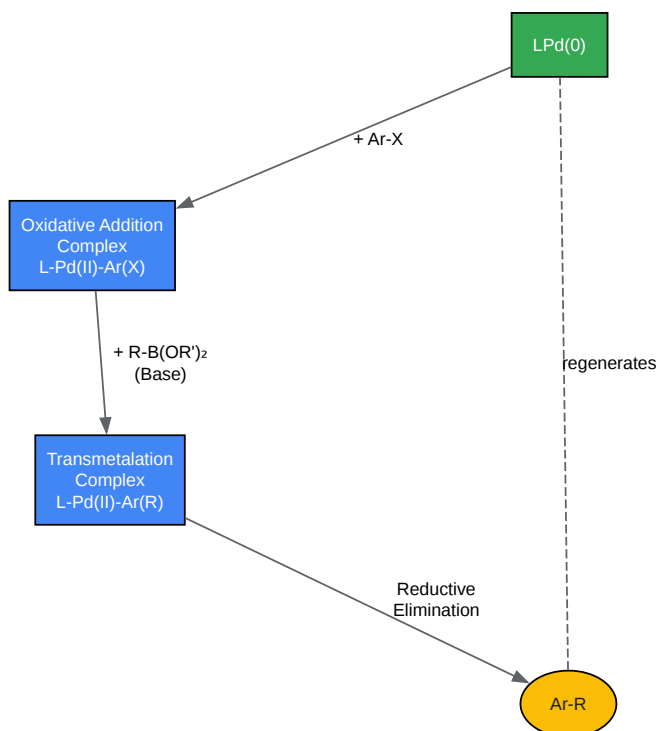 LPd(0)
+ Ar-X
Oxidative Addition
Complex
L-Pd(II)-Ar(X)
+ R-B(OR')₂
(Base)
regenerates
Transmetalation
Complex
L-Pd(II)-Ar(R)
Reductive
Elimination
Ar-R